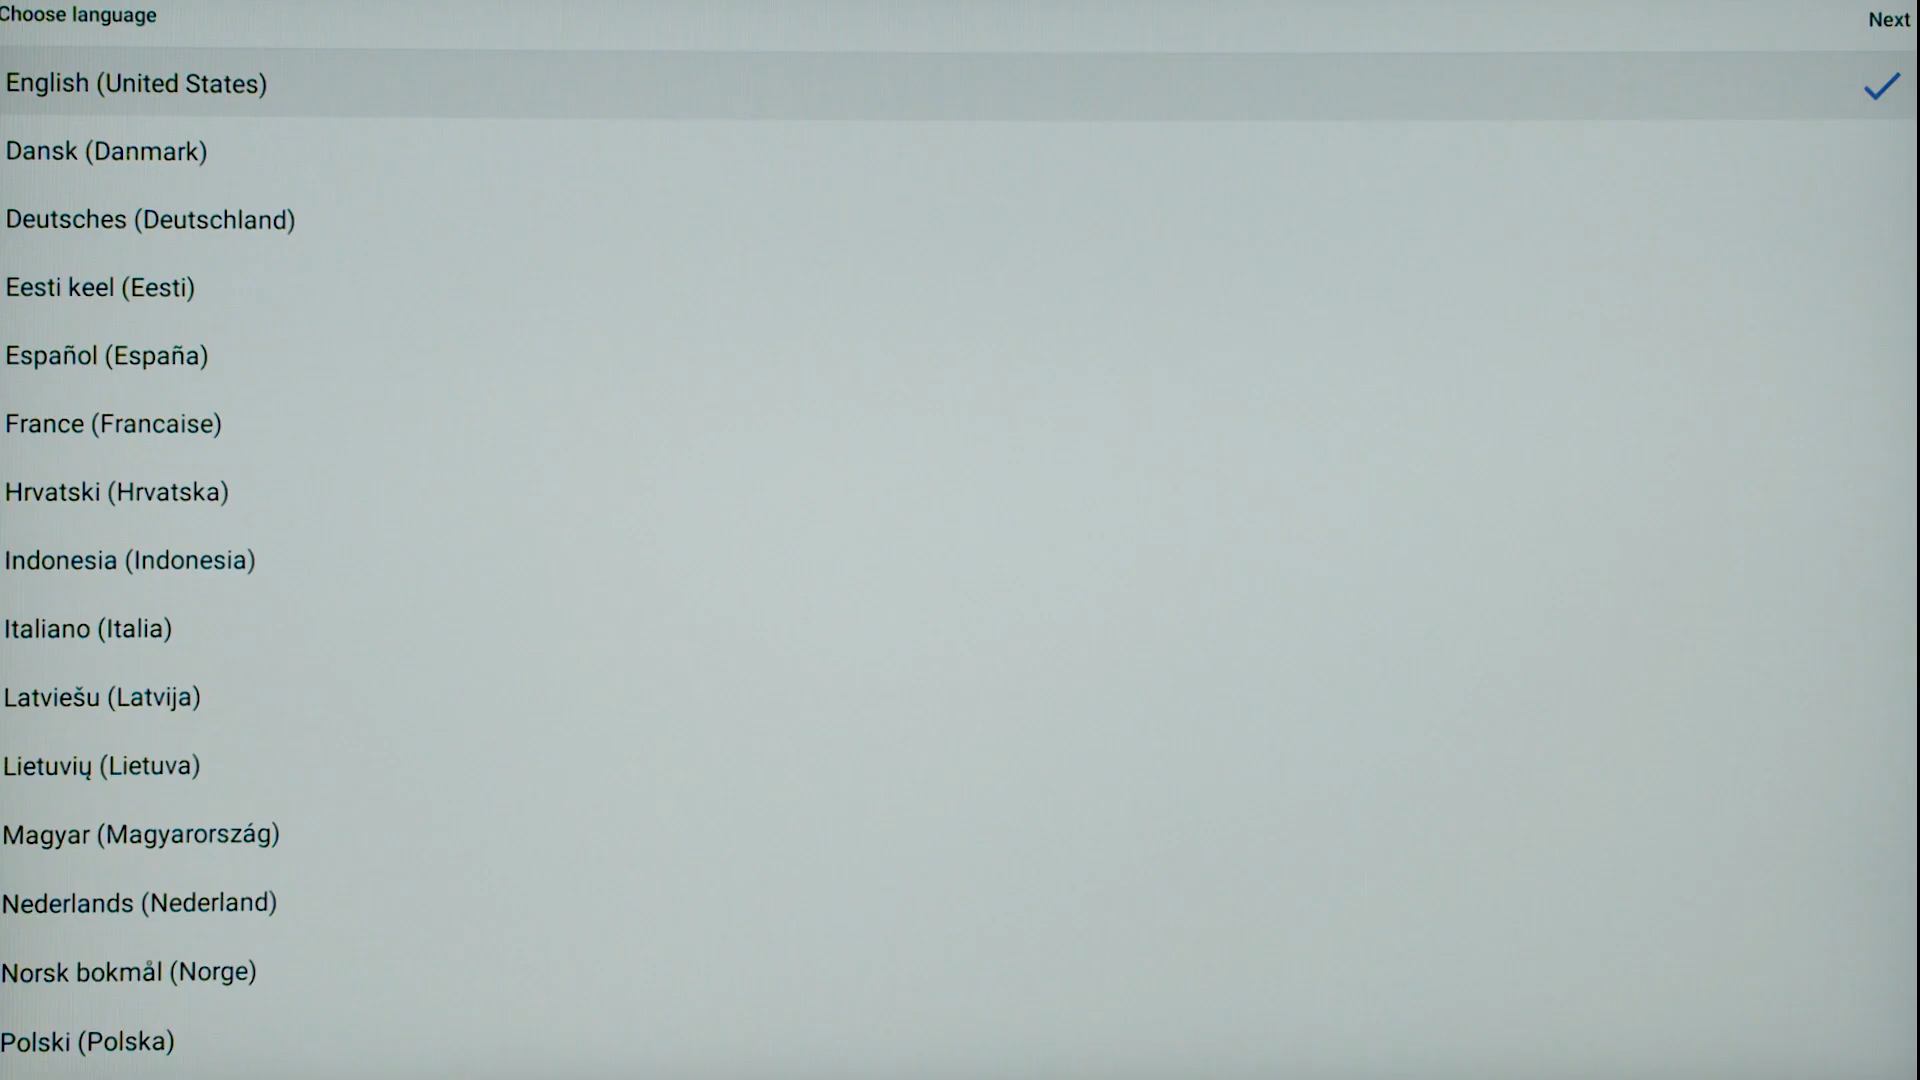 Choose language
Next
English (United States)
Dansk (Danmark)
Deutsches (Deutschland)
Eesti keel (Eesti)
Español (España)
France (Francaise)
Hrvatski (Hrvatska)
Indonesia (Indonesia)
Italiano (Italia)
Latviešu (Latvija)
Lietuvių (Lietuva)
Magyar (Magyarország)
Nederlands (Nederland)
Norsk bokmål (Norge)
Polski (Polska)